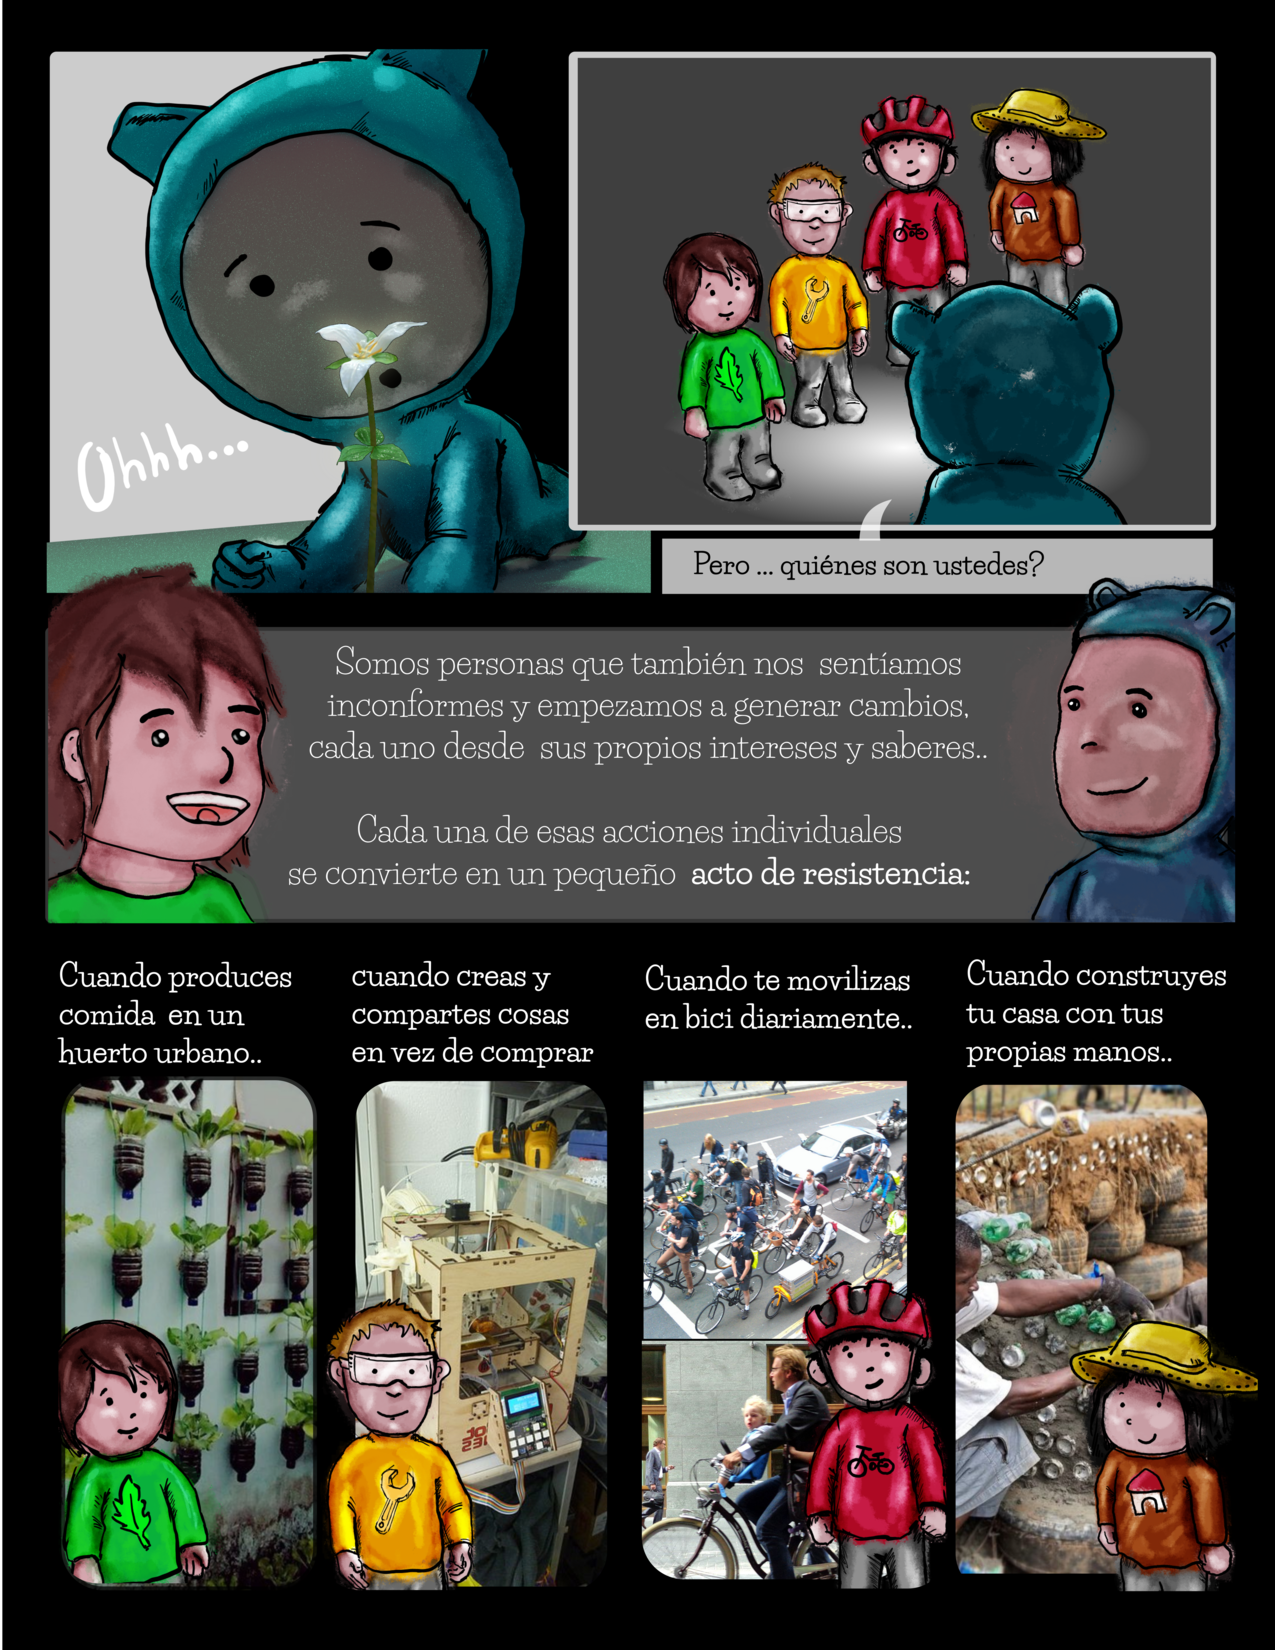 Ohhh...
Pero ... quiénes son ustedes?
Somos personas que también nos sentíamos
inconformes y empezamos a generar cambios,
cada uno desde sus propios intereses y saberes..
Cada una de esas acciones individuales
se convierte en un pequeño acto de resistencia:
Cuando produces
comida en un
huerto urbano..
cuando creas y
compartes cosas
en vez de comprar
Cuando te movilizas
en bici diariamente..
Cuando construyes
tu casa con tus
propias manos..